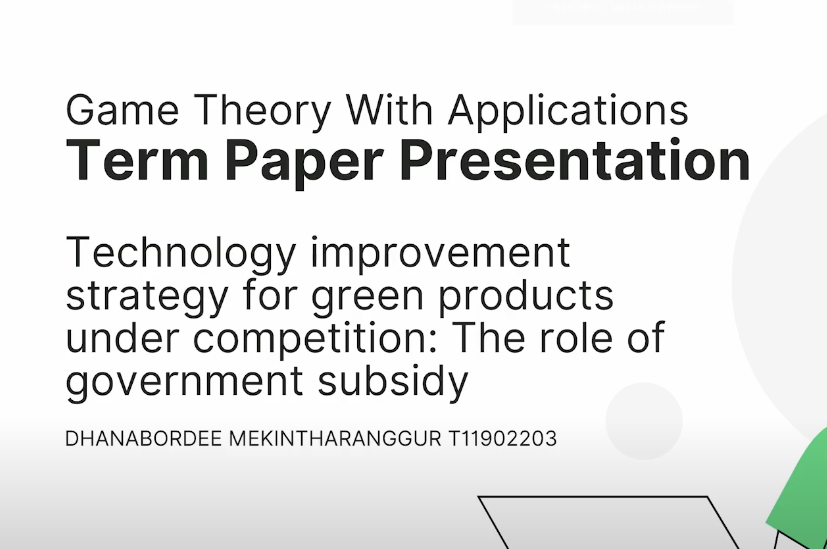 Game Theory With Applications
Term Paper Presentation
Technology improvement
strategy for green products
under competition: The role of
government subsidy
DHANABORDEE MEKINTHARANGGUR T11902203